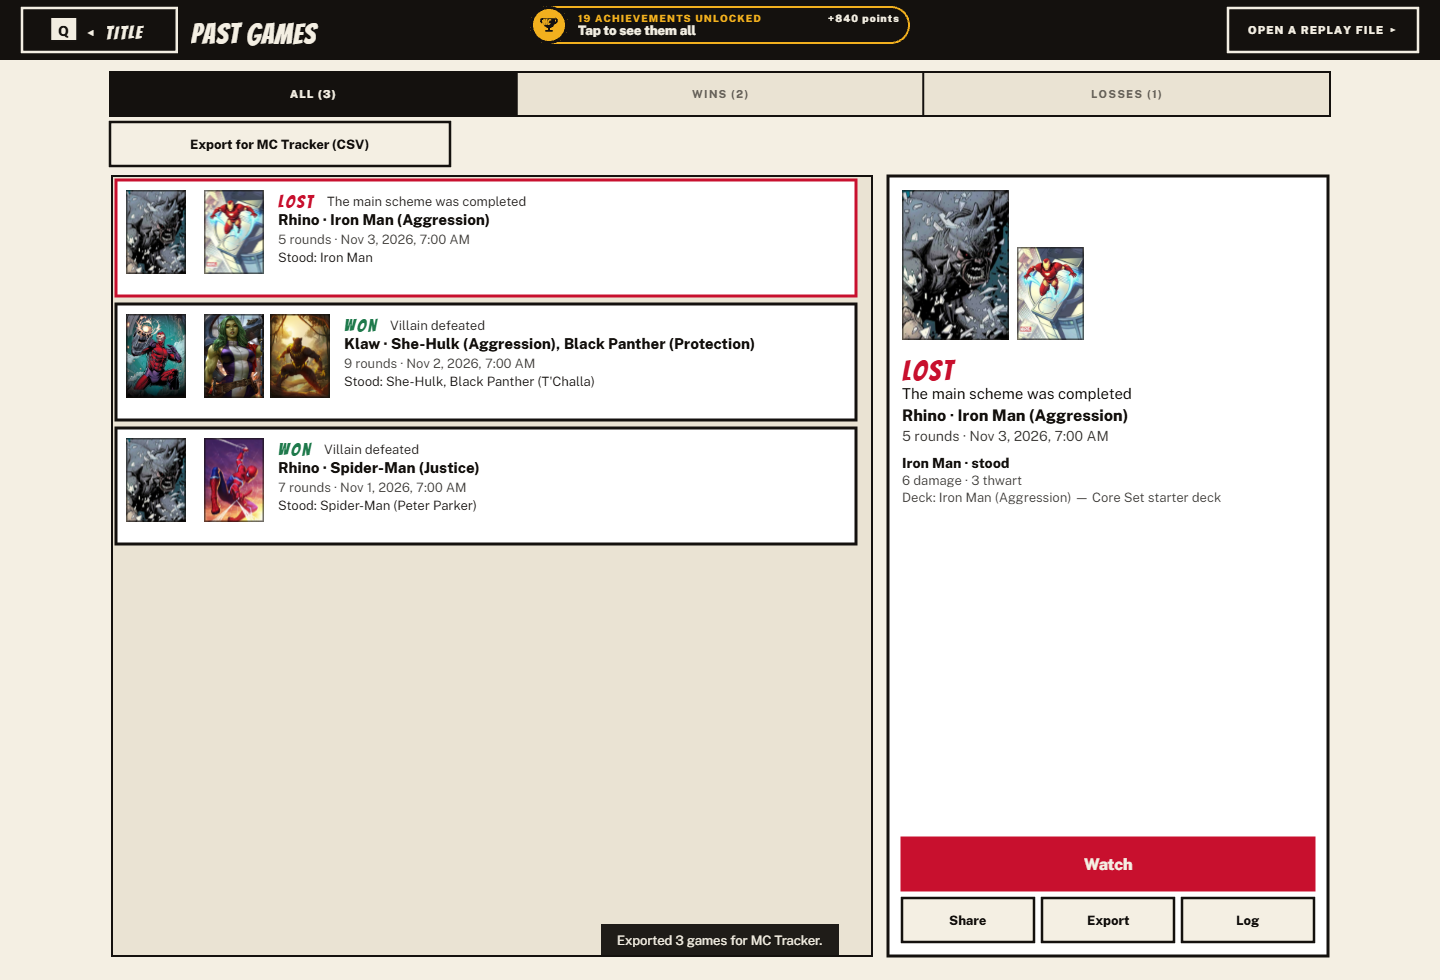 Q ◂ TITLE
PAST GAMES
19 ACHIEVEMENTS UNLOCKED +840 points
Tap to see them all
OPEN A REPLAY FILE ▸
ALL (3)
WINS (2)
LOSSES (1)
Export for MC Tracker (CSV)
LOST The main scheme was completed
Rhino · Iron Man (Aggression)
5 rounds · Nov 3, 2026, 7:00 AM
Stood: Iron Man
WON Villain defeated
Klaw · She-Hulk (Aggression), Black Panther (Protection)
9 rounds · Nov 2, 2026, 7:00 AM
Stood: She-Hulk, Black Panther (T'Challa)
WON Villain defeated
Rhino · Spider-Man (Justice)
7 rounds · Nov 1, 2026, 7:00 AM
Stood: Spider-Man (Peter Parker)
Exported 3 games for MC Tracker.
LOST
The main scheme was completed
Rhino · Iron Man (Aggression)
5 rounds · Nov 3, 2026, 7:00 AM
Iron Man · stood
6 damage · 3 thwart
Deck: Iron Man (Aggression) — Core Set starter deck
Watch
Share
Export
Log